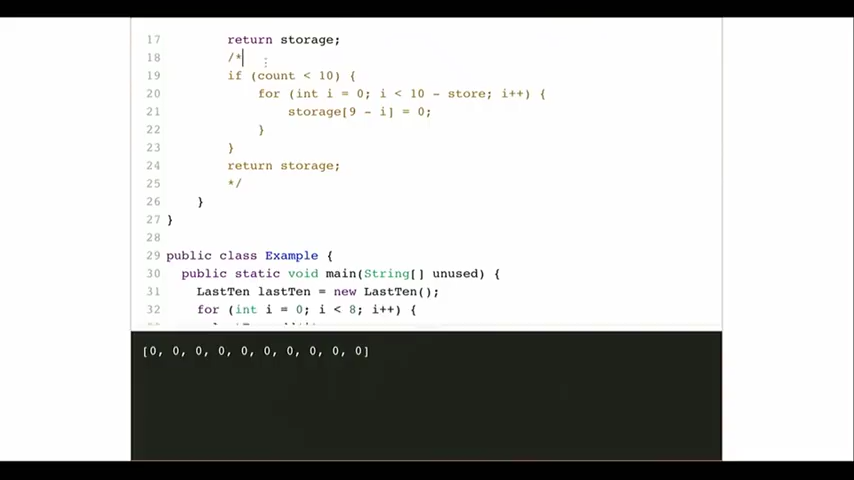 17 return storage;
18 /*
19 if (count < 10) {
20 for (int i = 0; i < 10 - store; i++) {
21 storage[9 - i] = 0;
22 }
23 }
24 return storage;
25 */
26 }
27 }
28
29 public class Example {
30 public static void main(String[] unused) {
31 LastTen lastTen = new LastTen();
32 for (int i = 0; i < 8; i++) {
[0, 0, 0, 0, 0, 0, 0, 0, 0, 0]